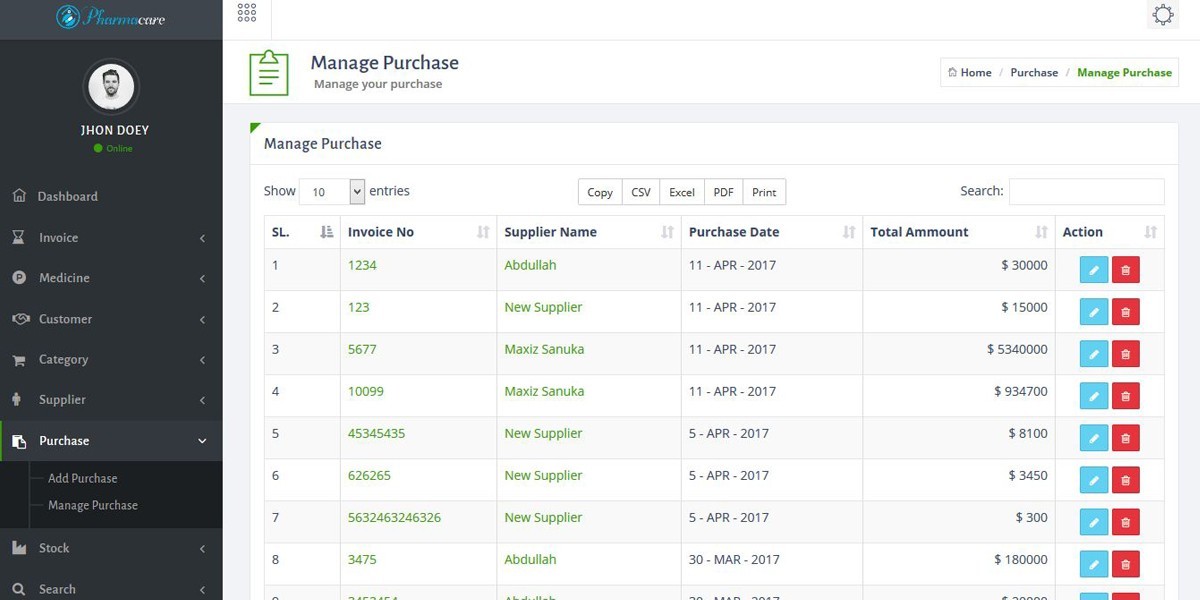 Pharmacare
JHON DOEY
Online
Dashboard
Invoice
Medicine
Customer
Category
Supplier
Purchase
Add Purchase
Manage Purchase
Stock
Search
Manage Purchase
Manage your purchase
Home / Purchase / Manage Purchase
Manage Purchase
Show 10 entries
Copy CSV Excel PDF Print
Search:
SL. Invoice No Supplier Name Purchase Date Total Ammount Action
1 1234 Abdullah 11 - APR - 2017 $ 30000
2 123 New Supplier 11 - APR - 2017 $ 15000
3 5677 Maxiz Sanuka 11 - APR - 2017 $ 5340000
4 10099 Maxiz Sanuka 11 - APR - 2017 $ 934700
5 45345435 New Supplier 5 - APR - 2017 $ 8100
6 626265 New Supplier 5 - APR - 2017 $ 3450
7 5632463246326 New Supplier 5 - APR - 2017 $ 300
8 3475 Abdullah 30 - MAR - 2017 $ 180000